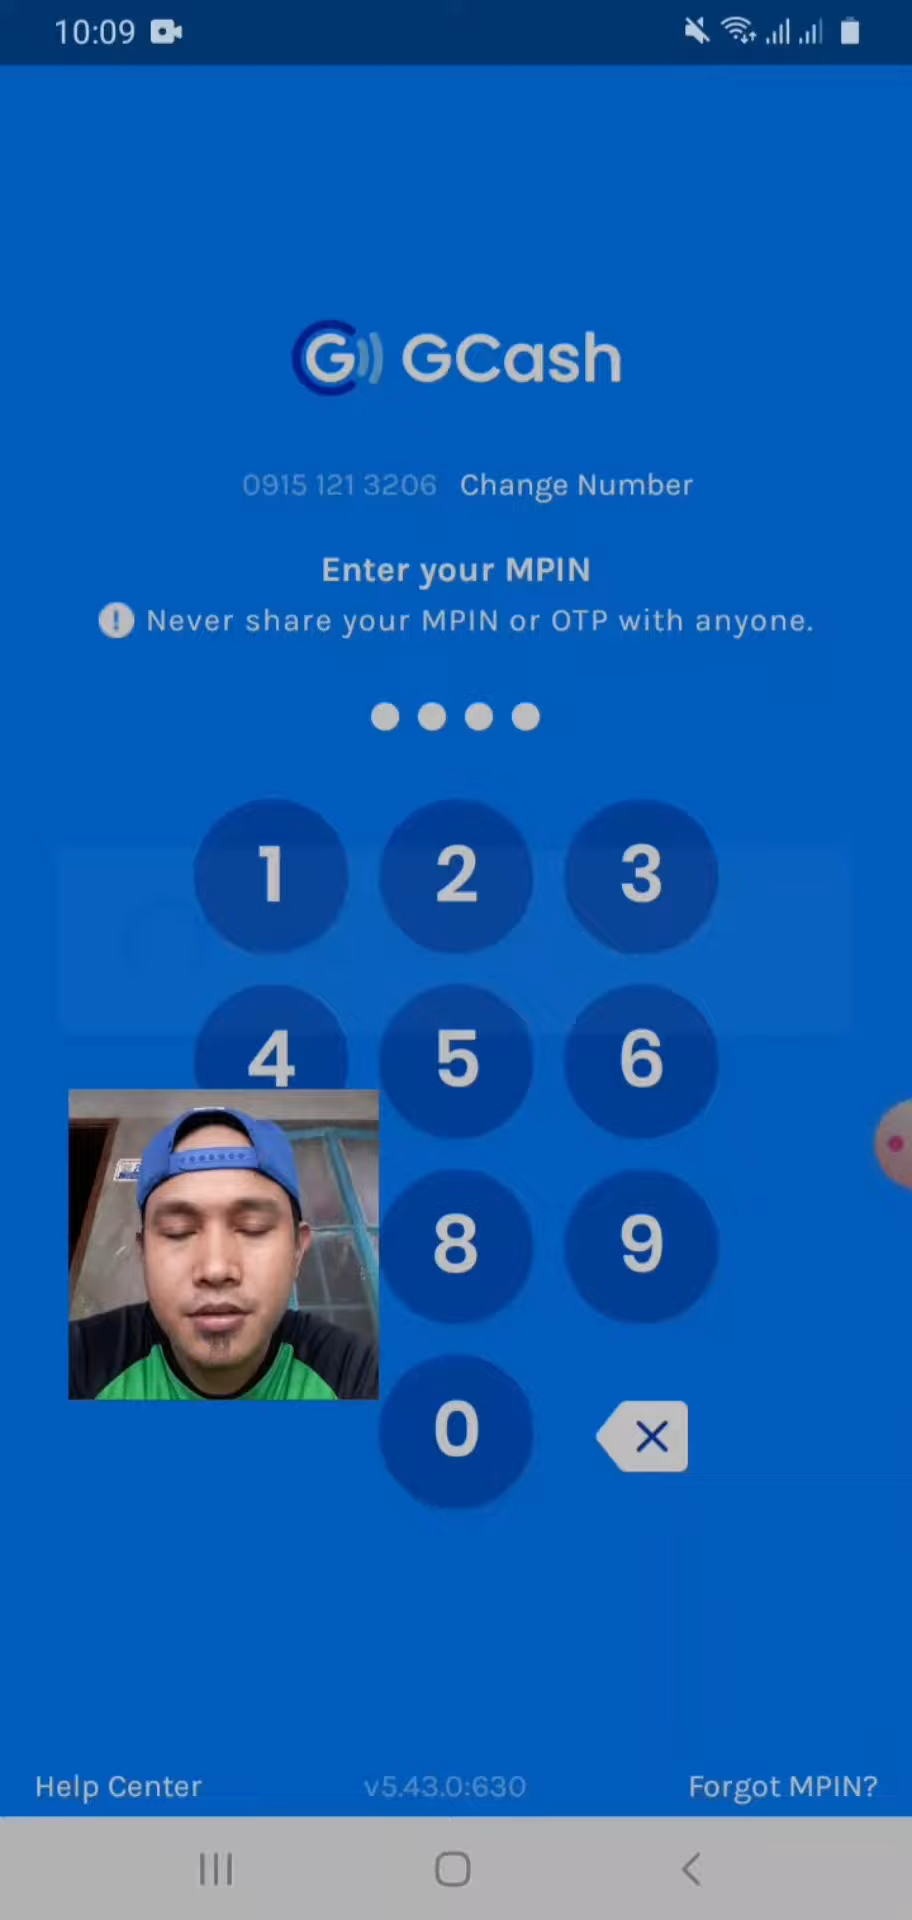 10:09
GCash
0915 121 3206 Change Number
Enter your MPIN
Never share your MPIN or OTP with anyone.
1 2 3
4 5 6
8 9
0
Help Center v5.43.0:630 Forgot MPIN?